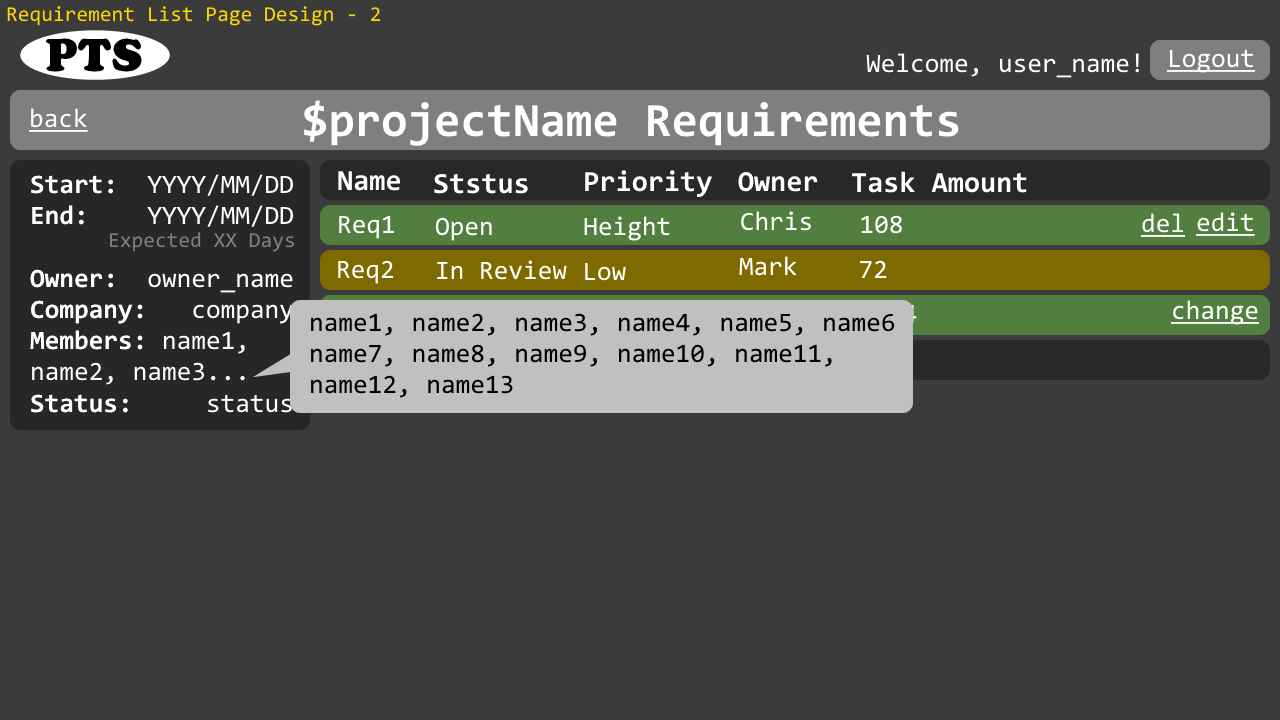 Requirement List Page Design - 2
PTS
Welcome, user_name!
Logout
back
$projectName Requirements
Start: YYYY/MM/DD
End: YYYY/MM/DD
Expected XX Days
Owner: owner_name
Company: company
Members: name1,
name2, name3...
Status: status
Name Ststus Priority Owner Task Amount
Req1 Open Height Chris 108 del edit
Req2 In Review Low Mark 72
change
name1, name2, name3, name4, name5, name6
name7, name8, name9, name10, name11,
name12, name13